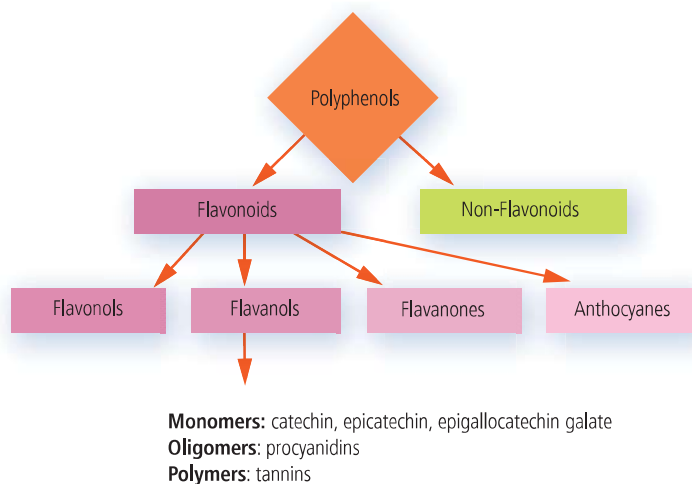 Polyphenols
Flavonoids
Non-Flavonoids
Flavonols
Flavanols
Flavanones
Anthocyanes
Monomers: catechin, epicatechin, epigallocatechin galate
Oligomers: procyanidins
Polymers: tannins